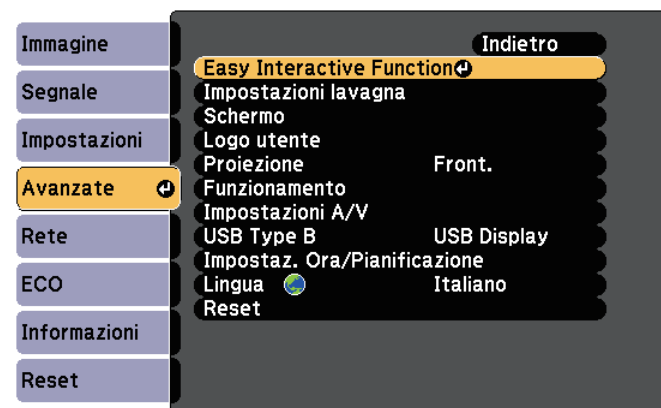 Immagine
Segnale
Impostazioni
Avanzate
Rete
ECO
Informazioni
Reset
Indietro
Easy Interactive Function
Impostazioni lavagna
Schermo
Logo utente
Proiezione Front.
Funzionamento
Impostazioni A/V
USB Type B USB Display
Impostaz. Ora/Pianificazione
Lingua Italiano
Reset